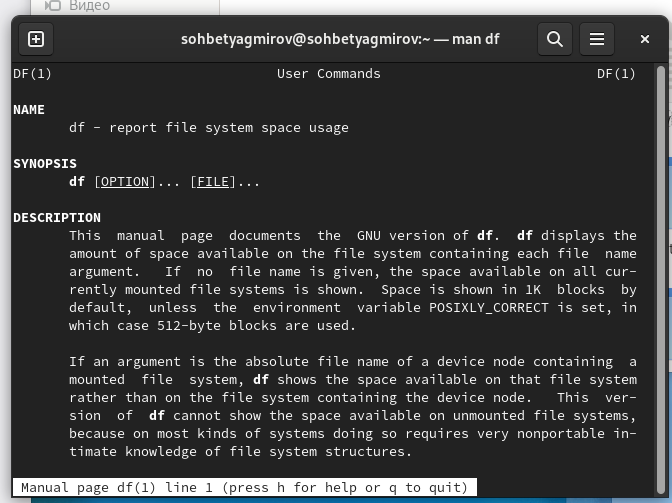 Видео
sohbetyagmirov@sohbetyagmirov:~ — man df
DF(1) User Commands DF(1)
NAME
df - report file system space usage
SYNOPSIS
df [OPTION]... [FILE]...
DESCRIPTION
This manual page documents the GNU version of df. df displays the
amount of space available on the file system containing each file name
argument. If no file name is given, the space available on all cur-
rently mounted file systems is shown. Space is shown in 1K blocks by
default, unless the environment variable POSIXLY_CORRECT is set, in
which case 512-byte blocks are used.
If an argument is the absolute file name of a device node containing a
mounted file system, df shows the space available on that file system
rather than on the file system containing the device node. This ver-
sion of df cannot show the space available on unmounted file systems,
because on most kinds of systems doing so requires very nonportable in-
timate knowledge of file system structures.
Manual page df(1) line 1 (press h for help or q to quit)